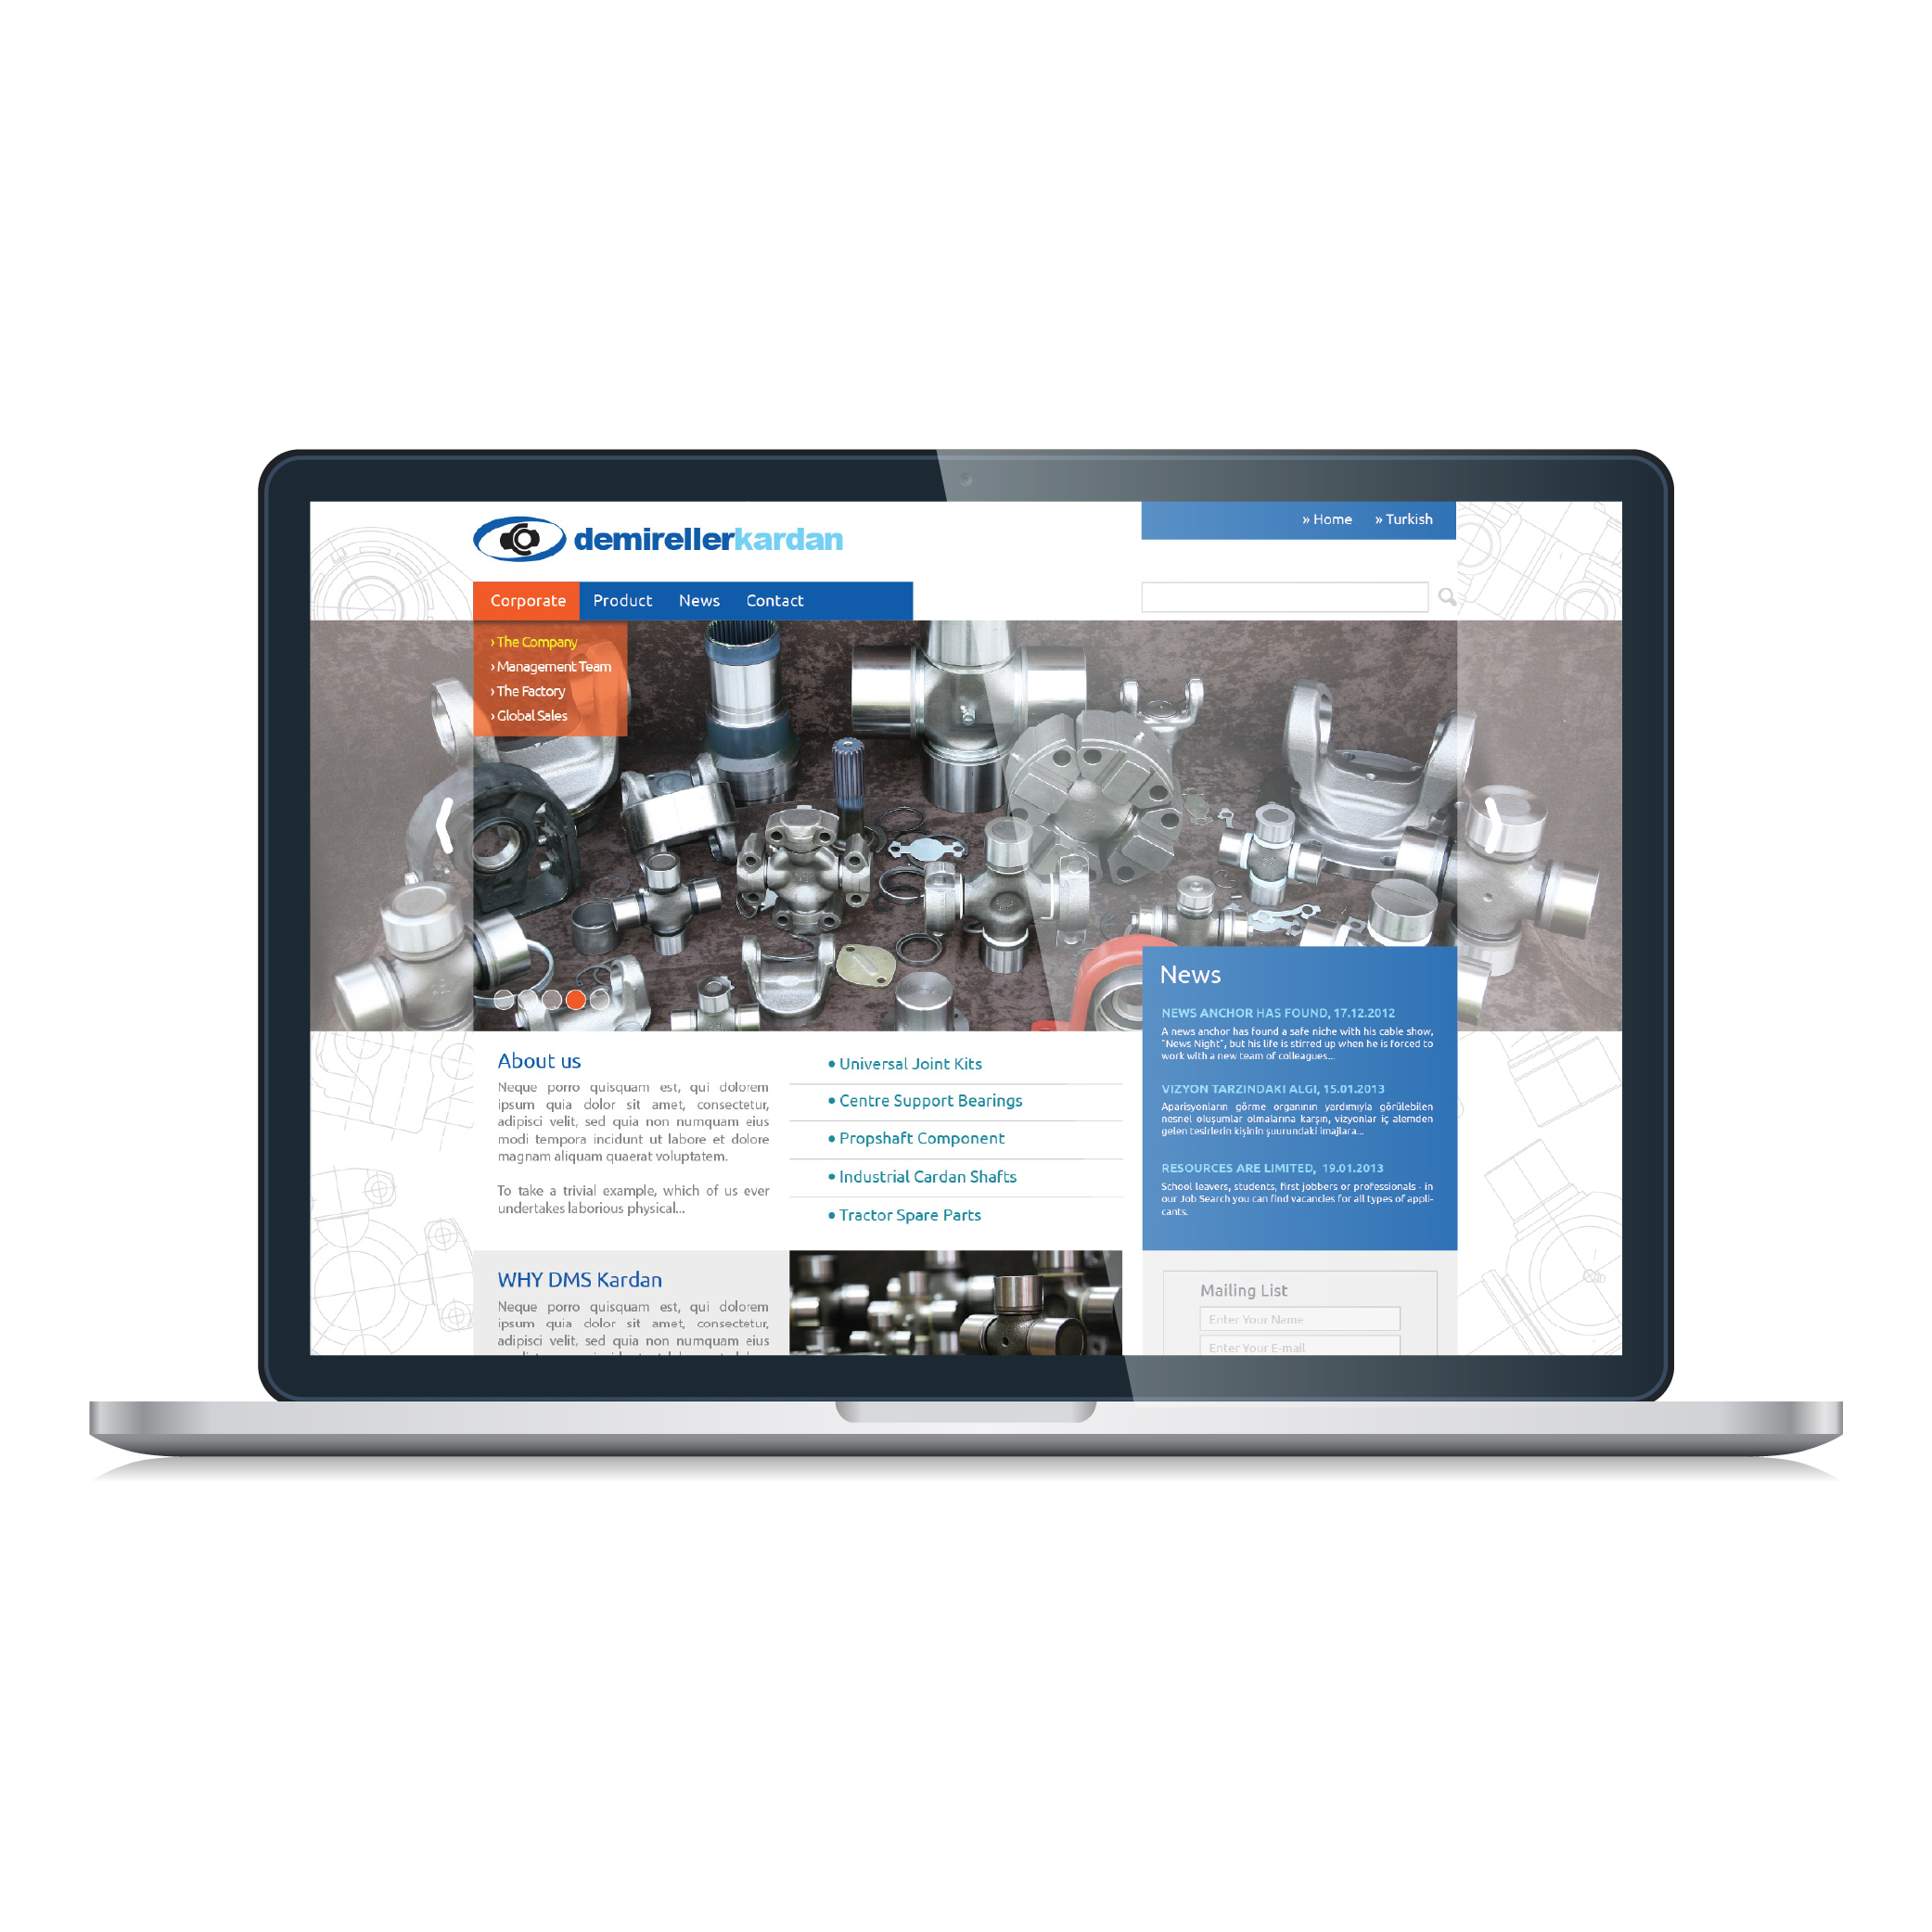 demirellerkardan
» Home » Turkish
Corporate Product News Contact
› The Company
› Management Team
› The Factory
› Global Sales
About us
Neque porro quisquam est, qui dolorem
ipsum quia dolor sit amet, consectetur,
adipisci velit, sed quia non numquam eius
modi tempora incidunt ut labore et dolore
magnam aliquam quaerat voluptatem.
To take a trivial example, which of us ever
undertakes laborious physical...
• Universal Joint Kits
• Centre Support Bearings
• Propshaft Component
• Industrial Cardan Shafts
• Tractor Spare Parts
News
NEWS ANCHOR HAS FOUND, 17.12.2012
A news anchor has found a safe niche with his cable show,
"News Night", but his life is stirred up when he is forced to
work with a new team of colleagues...
VIZYON TARZINDAKI ALGI, 15.01.2013
Aparisyonların görme organının yardımıyla görülebilen
nesnel oluşumlar olmalarına karşın, vizyonlar iç alemden
gelen tesirlerin kişinin şuurundaki imajlara...
RESOURCES ARE LIMITED, 19.01.2013
School leavers, students, first jobbers or professionals - in
our Job Search you can find vacancies for all types of appli-
cants.
WHY DMS Kardan
Neque porro quisquam est, qui dolorem
ipsum quia dolor sit amet, consectetur,
adipisci velit, sed quia non numquam eius
Mailing List
Enter Your Name
Enter Your E-mail